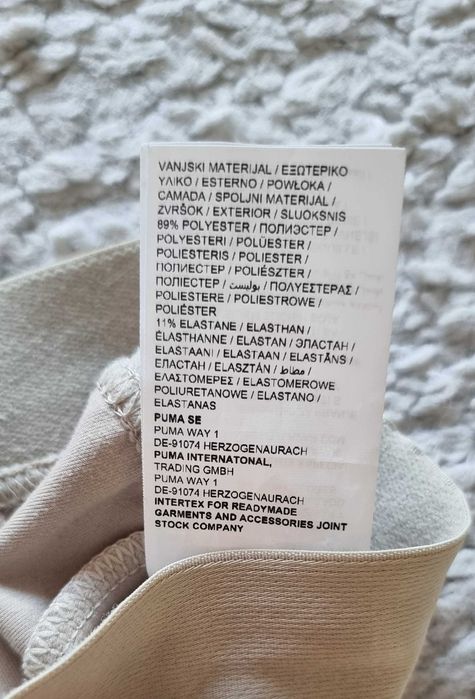 VANJSKI MATERIJAL / ΕΞΩΤΕΡΙΚΟ
ΥΛΙΚΟ / ESTERNO / POWŁOKA /
CAMADA / SPOLJNI MATERIJAL /
ZVRŠOK / EXTERIOR / SLUOKSNIS
89% POLYESTER / ПОЛИЭСТЕР /
POLYESTERI / POLÜESTER /
POLIESTERIS / POLIESTER /
ПОЛИЕСТЕР / POLIÉSZTER /
ПОЛІЕСТЕР / بوليستر / ΠΟΛΥΕΣΤΕΡΑΣ /
POLIESTERE / POLIESTROWE /
POLIÉSTER
11% ELASTANE / ELASTHAN /
ÉLASTHANNE / ELASTAN / ЭЛАСТАН /
ELASTAANI / ELASTAAN / ELASTĀNS /
ЕЛАСТАН / ELASZTÁN / مطاط /
ΕΛΑΣΤΟΜΕΡΕΣ / ELASTOMEROWE /
POLIURETANOWE / ELASTANO /
ELASTANAS
PUMA SE
PUMA WAY 1
DE-91074 HERZOGENAURACH
PUMA INTERNATONAL,
TRADING GMBH
PUMA WAY 1
DE-91074 HERZOGENAURACH
INTERTEX FOR READYMADE
GARMENTS AND ACCESSORIES JOINT
STOCK COMPANY